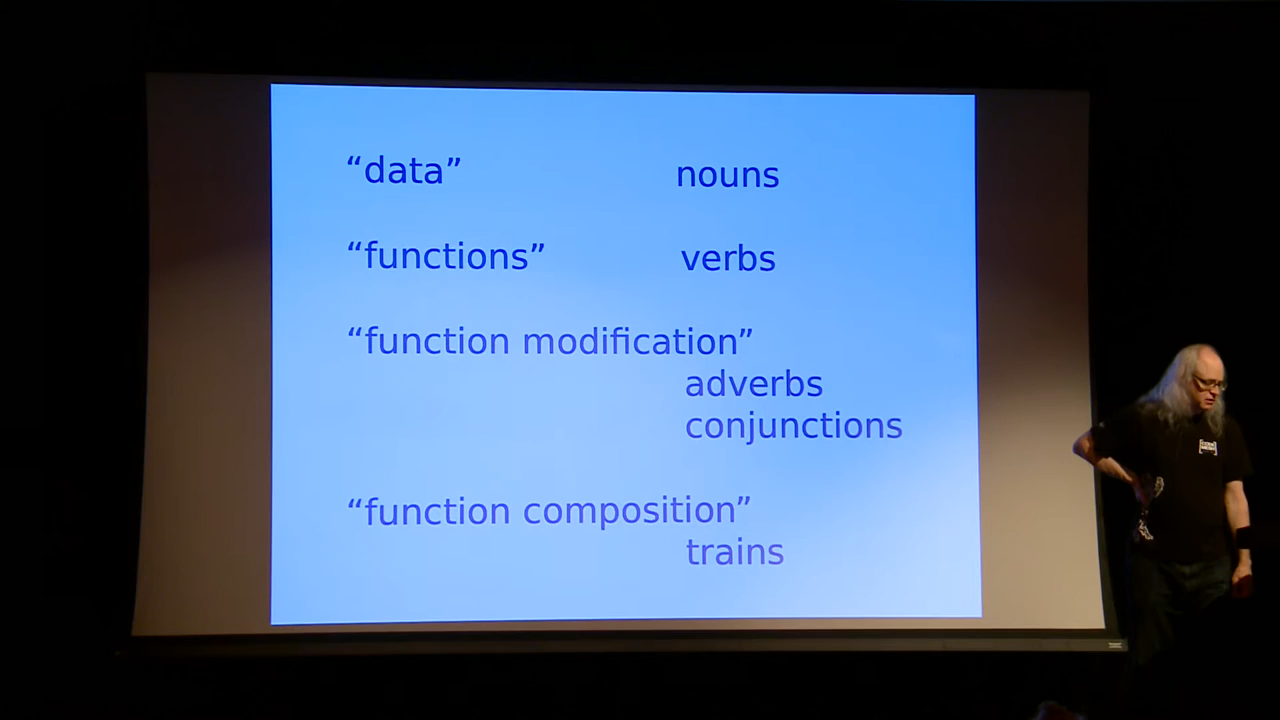 “data” nouns
“functions” verbs
“function modification”
adverbs
conjunctions
“function composition”
trains